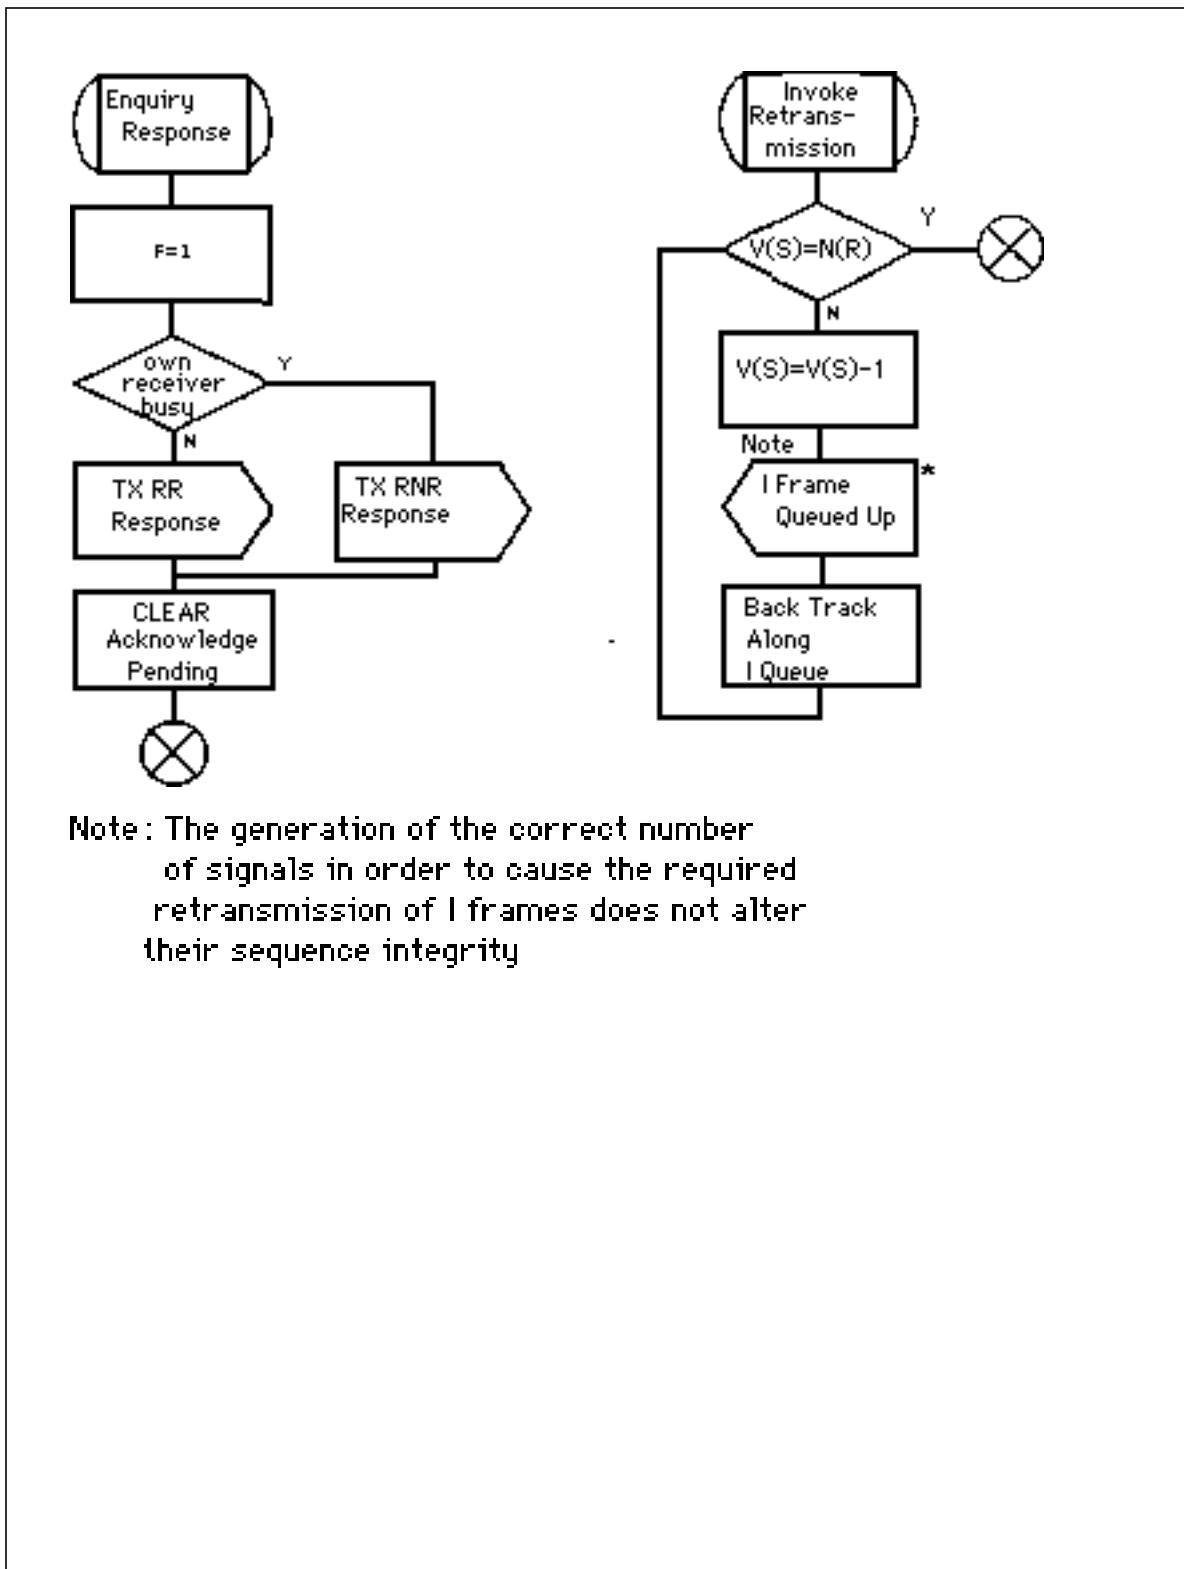 Enquiry
Response
F=1
own
receiver
busy
Y
N
TX RR
Response
TX RNR
Response
CLEAR
Acknowledge
Pending
Invoke
Retrans-
mission
V(S)=N(R)
Y
N
V(S)=V(S)-1
Note
I Frame
Queued Up
*
Back Track
Along
I Queue
Note: The generation of the correct number
of signals in order to cause the required
retransmission of I frames does not alter
their sequence integrity